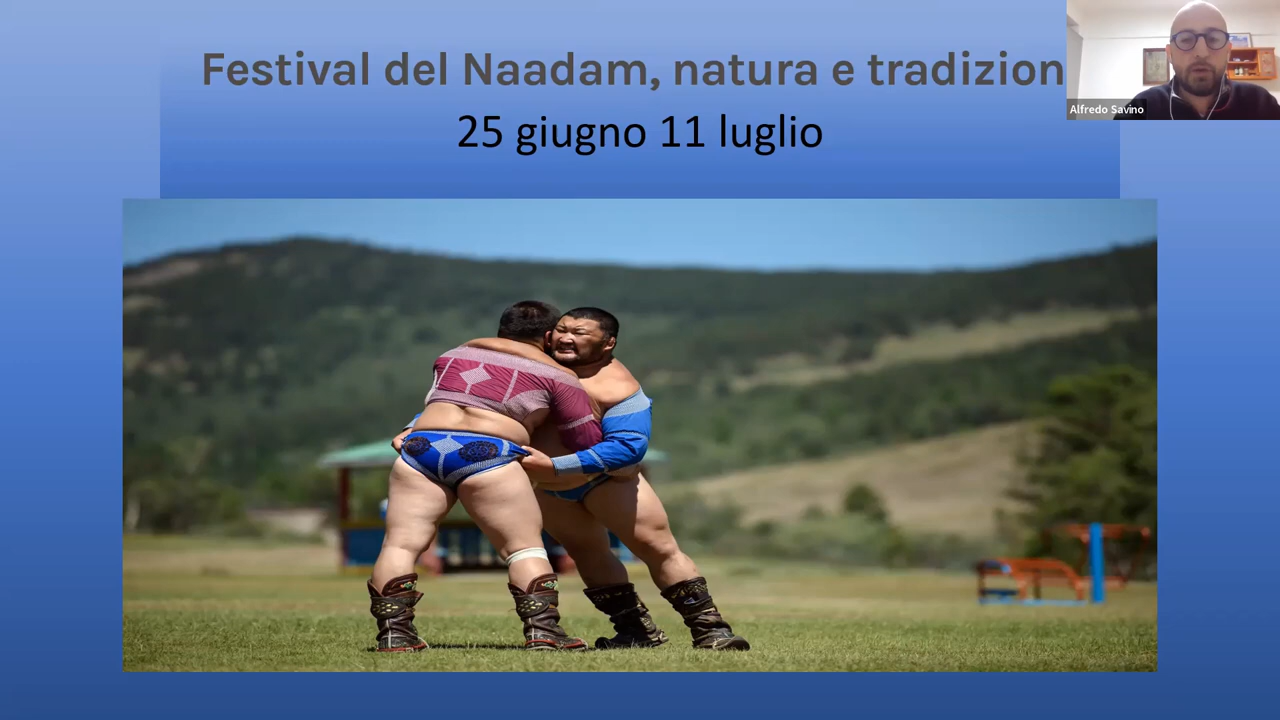 Festival del Naadam, natura e tradizion
25 giugno 11 luglio
Alfredo Savino